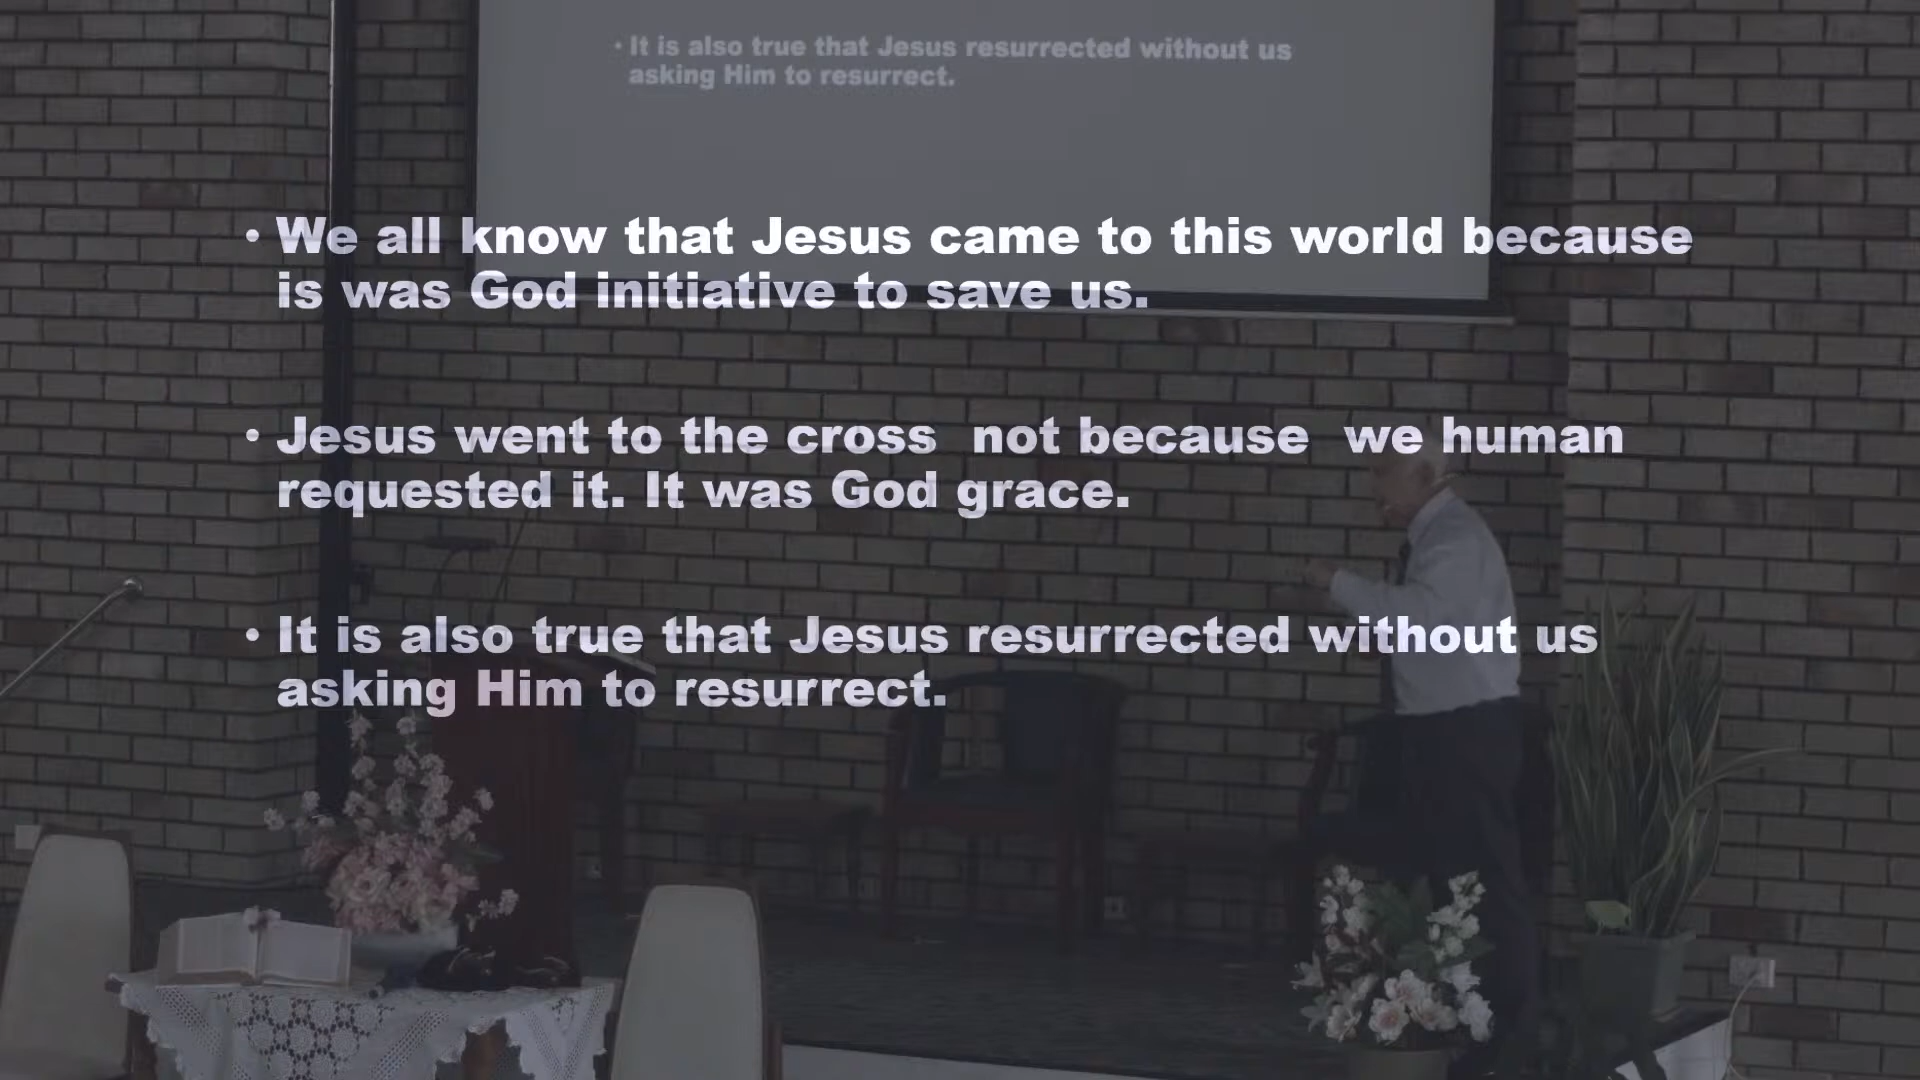 • It is also true that Jesus resurrected without us
asking Him to resurrect.
• We all know that Jesus came to this world because
is was God initiative to save us.
• Jesus went to the cross  not because  we human
requested it. It was God grace.
• It is also true that Jesus resurrected without us
asking Him to resurrect.